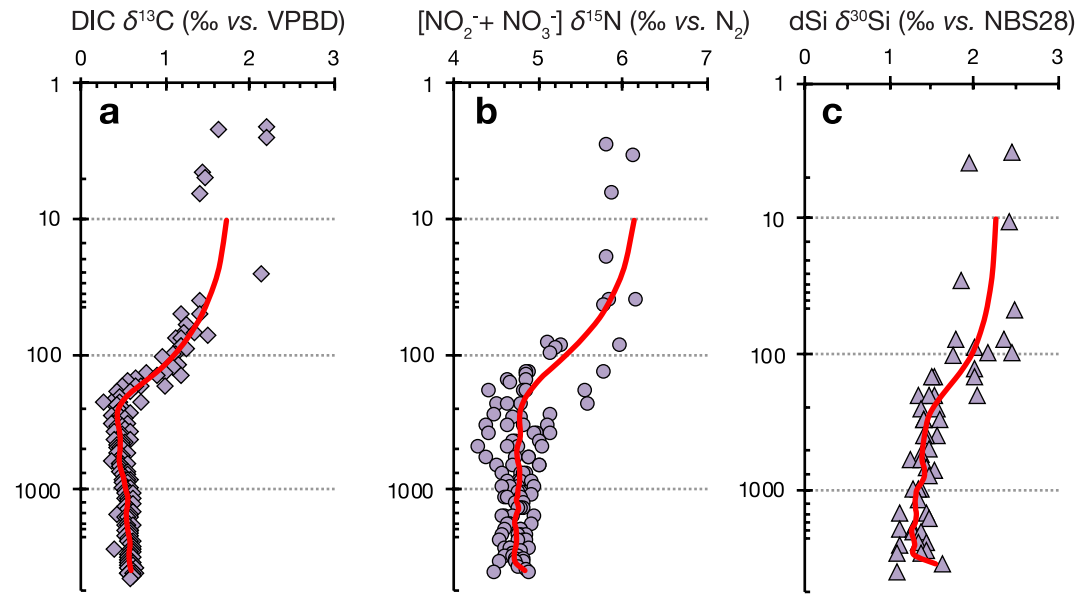 DIC δ¹³C (‰ vs. VPBD)
0 1 2 3
1
10
100
1000
a
[NO₂⁻+ NO₃⁻] δ¹⁵N (‰ vs. N₂)
4 5 6 7
1
10
100
1000
b
dSi δ³⁰Si (‰ vs. NBS28)
0 1 2 3
1
10
100
1000
c